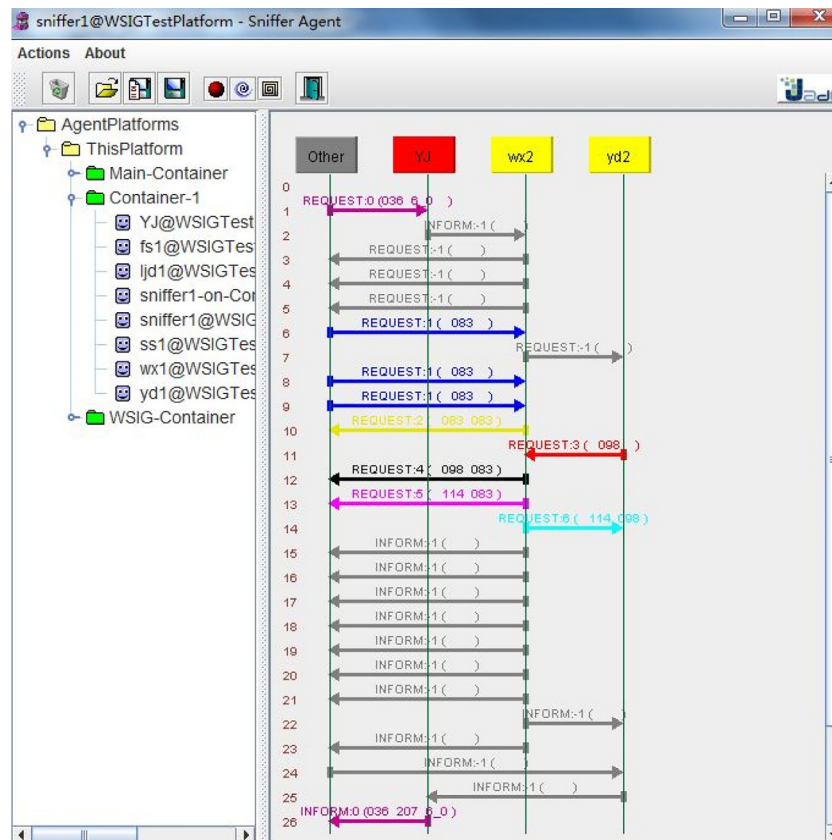 sniffer1@WSIGTestPlatform - Sniffer Agent
Actions About
AgentPlatforms
ThisPlatform
Main-Container
Container-1
YJ@WSIGTest
fs1@WSIGTes
ljd1@WSIGTes
sniffer1-on-Cor
sniffer1@WSIG
ss1@WSIGTes
wx1@WSIGTes
yd1@WSIGTes
WSIG-Container
Other YJ wx2 yd2
0
REQUEST:0 (036 6_0 )
1
INFORM:-1 ( )
2
REQUEST:-1 ( )
3
REQUEST:-1 ( )
4
REQUEST:-1 ( )
5
REQUEST:1 ( 083 )
6
REQUEST:-1 ( )
7
REQUEST:1 ( 083 )
8
REQUEST:1 ( 083 )
9
REQUEST:2 ( 083 083 )
10
REQUEST:3 ( 098 )
11
REQUEST:4 ( 098 083 )
12
REQUEST:5 ( 114 083 )
13
REQUEST:6 ( 114 098 )
14
INFORM:-1 ( )
15
INFORM:-1 ( )
16
INFORM:-1 ( )
17
INFORM:-1 ( )
18
INFORM:-1 ( )
19
INFORM:-1 ( )
20
INFORM:-1 ( )
21
INFORM:-1 ( )
22
INFORM:-1 ( )
23
INFORM:-1 ( )
24
INFORM:-1 ( )
25
INFORM:0 (036 207 6_0 )
26